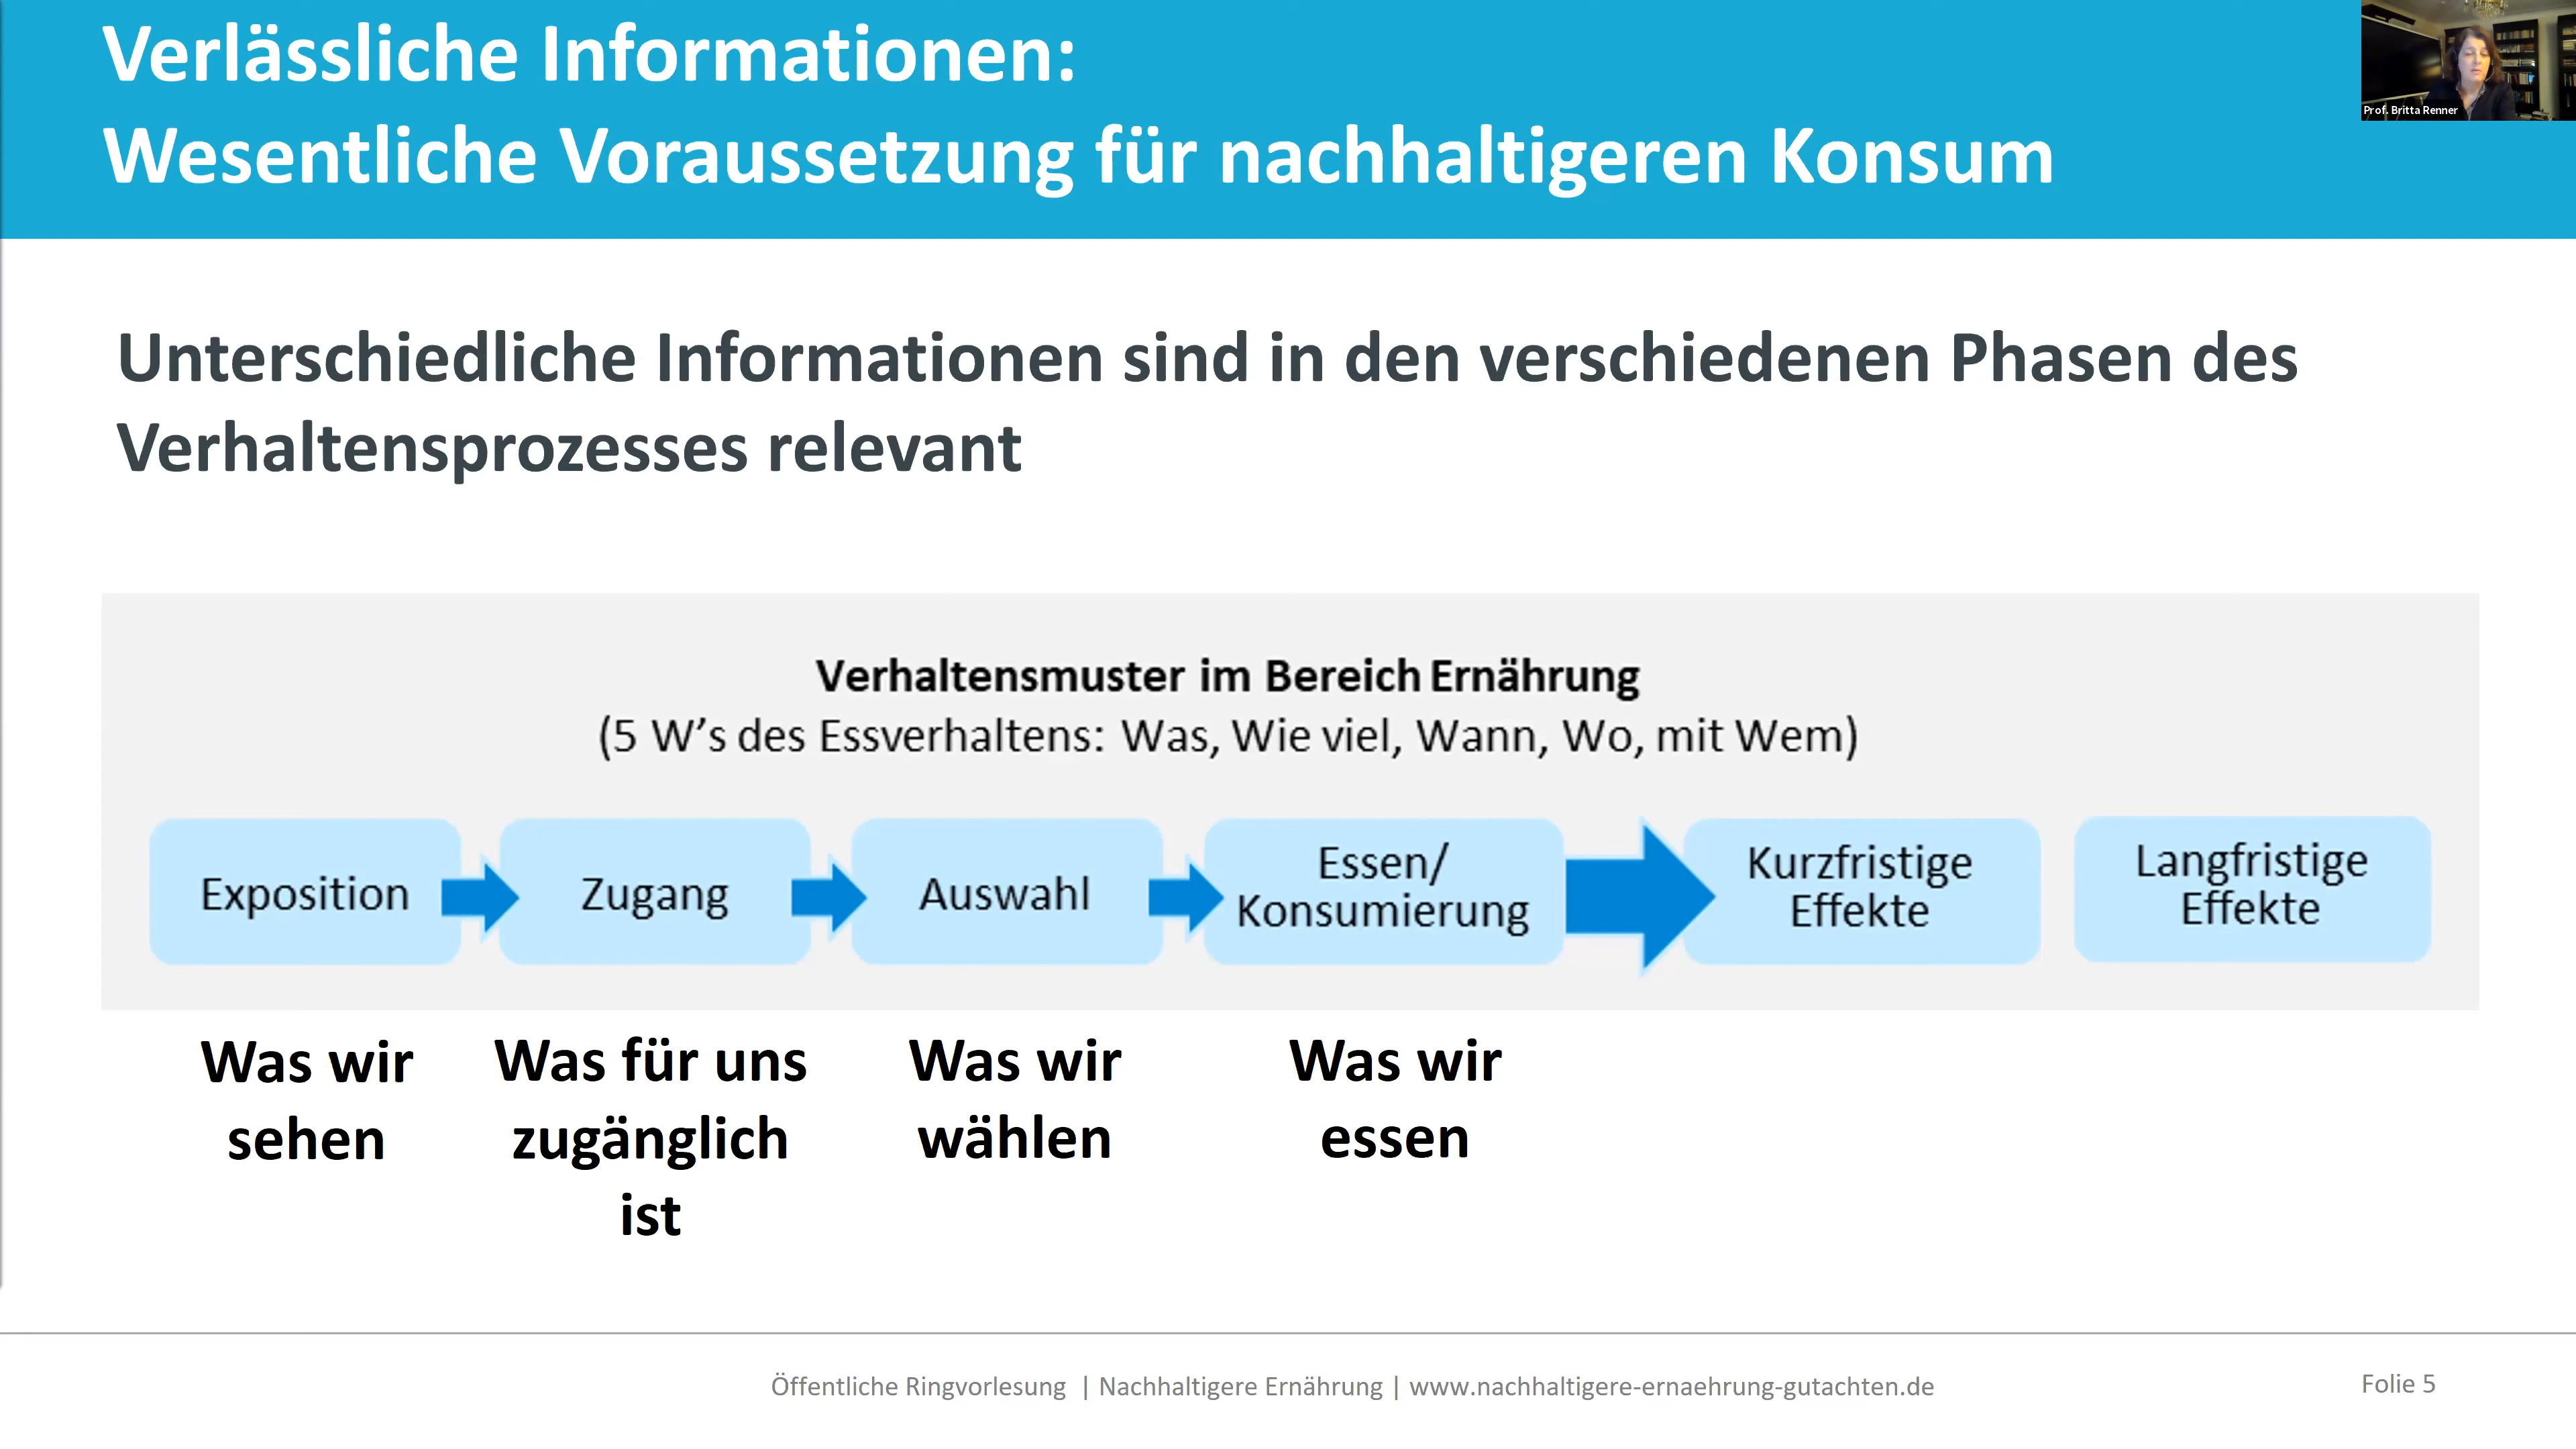 Verlässliche Informationen:
Wesentliche Voraussetzung für nachhaltigeren Konsum
Prof. Britta Renner
Unterschiedliche Informationen sind in den verschiedenen Phasen des
Verhaltensprozesses relevant
Verhaltensmuster im Bereich Ernährung
(5 W's des Essverhaltens: Was, Wie viel, Wann, Wo, mit Wem)
Exposition
Zugang
Auswahl
Essen/
Konsumierung
Kurzfristige
Effekte
Langfristige
Effekte
Was wir
sehen
Was für uns
zugänglich
ist
Was wir
wählen
Was wir
essen
Öffentliche Ringvorlesung | Nachhaltigere Ernährung | www.nachhaltigere-ernaehrung-gutachten.de
Folie 5